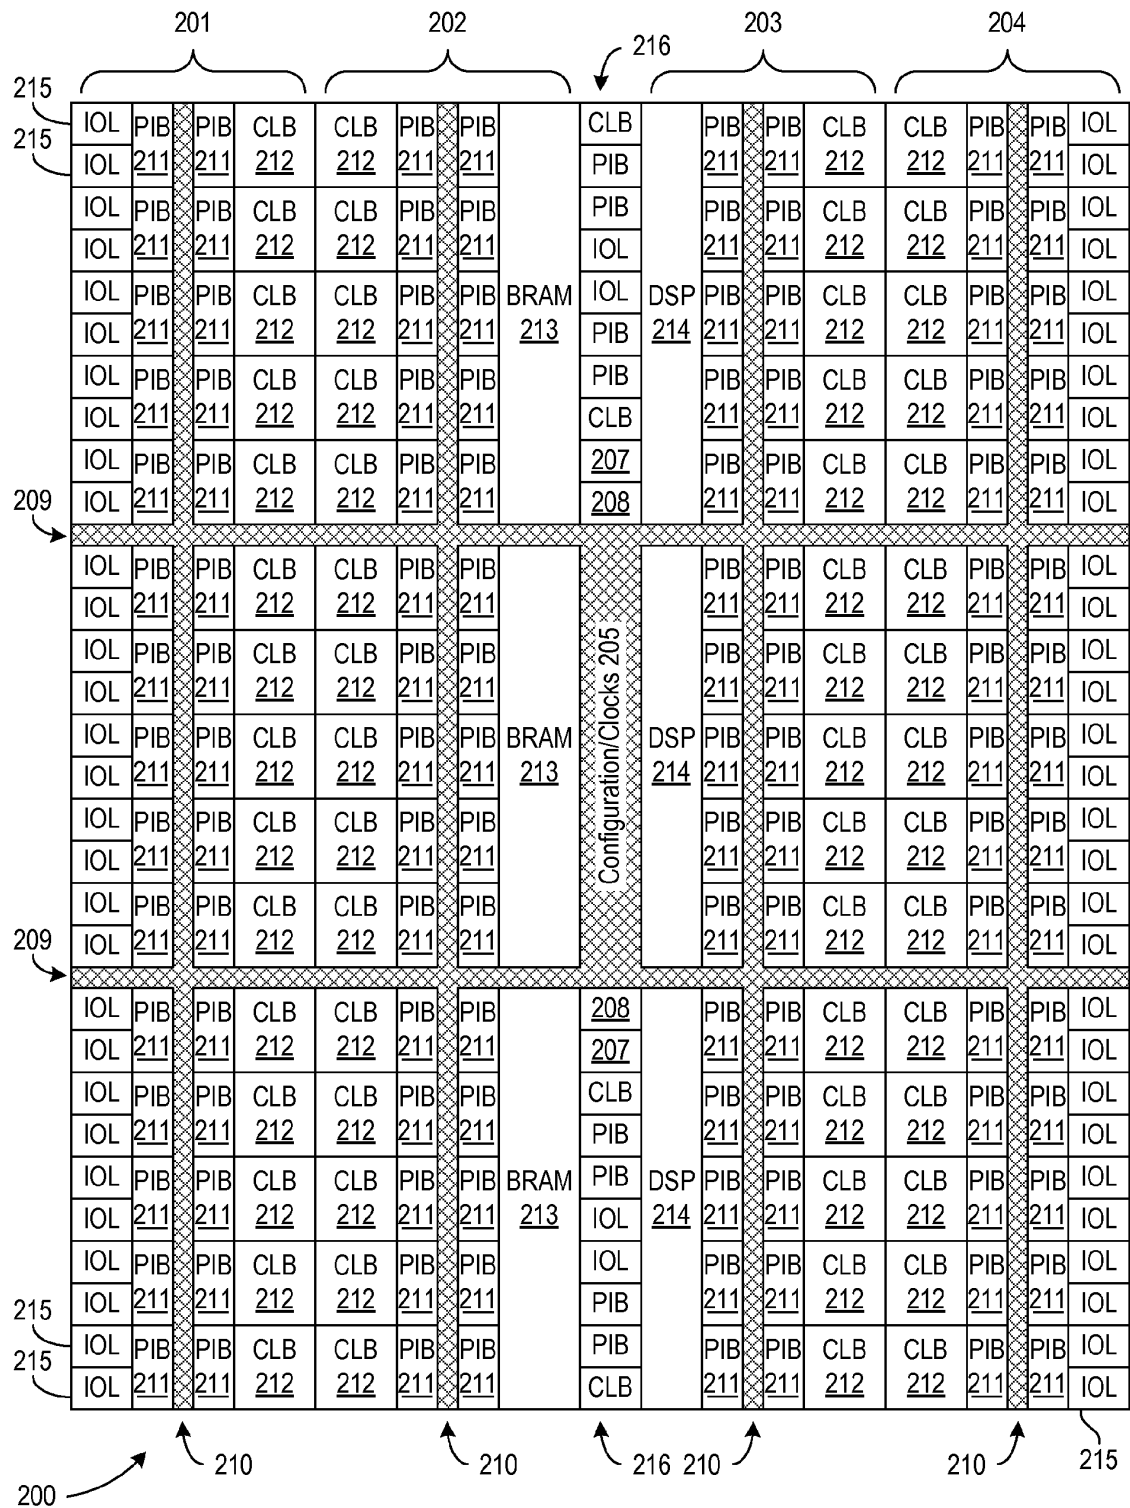 201 202 203 204
216
215
IOL PIB PIB CLB CLB PIB PIB CLB PIB PIB CLB CLB PIB PIB IOL
215
IOL 211 211 212 212 211 211 PIB 211 211 212 212 211 211 IOL
IOL PIB PIB CLB CLB PIB PIB PIB PIB PIB CLB CLB PIB PIB IOL
IOL 211 211 212 212 211 211 IOL 211 211 212 212 211 211 IOL
IOL PIB PIB CLB CLB PIB PIB BRAM IOL DSP PIB PIB CLB CLB PIB PIB IOL
IOL 211 211 212 212 211 211 213 PIB 214 211 211 212 212 211 211 IOL
IOL PIB PIB CLB CLB PIB PIB PIB PIB PIB CLB CLB PIB PIB IOL
IOL 211 211 212 212 211 211 CLB 211 211 212 212 211 211 IOL
IOL PIB PIB CLB CLB PIB PIB 207 PIB PIB CLB CLB PIB PIB IOL
IOL 211 211 212 212 211 211 208 211 211 212 212 211 211 IOL
209
IOL PIB PIB CLB CLB PIB PIB PIB PIB CLB CLB PIB PIB IOL
IOL 211 211 212 212 211 211 211 211 212 212 211 211 IOL
IOL PIB PIB CLB CLB PIB PIB PIB PIB CLB CLB PIB PIB IOL
IOL 211 211 212 212 211 211 211 211 212 212 211 211 IOL
Configuration/Clocks 205
IOL PIB PIB CLB CLB PIB PIB BRAM DSP PIB PIB CLB CLB PIB PIB IOL
IOL 211 211 212 212 211 211 213 214 211 211 212 212 211 211 IOL
IOL PIB PIB CLB CLB PIB PIB PIB PIB CLB CLB PIB PIB IOL
IOL 211 211 212 212 211 211 211 211 212 212 211 211 IOL
IOL PIB PIB CLB CLB PIB PIB PIB PIB CLB CLB PIB PIB IOL
IOL 211 211 212 212 211 211 211 211 212 212 211 211 IOL
209
IOL PIB PIB CLB CLB PIB PIB 208 PIB PIB CLB CLB PIB PIB IOL
IOL 211 211 212 212 211 211 207 211 211 212 212 211 211 IOL
IOL PIB PIB CLB CLB PIB PIB CLB PIB PIB CLB CLB PIB PIB IOL
IOL 211 211 212 212 211 211 PIB 211 211 212 212 211 211 IOL
IOL PIB PIB CLB CLB PIB PIB BRAM PIB DSP PIB PIB CLB CLB PIB PIB IOL
IOL 211 211 212 212 211 211 213 IOL 214 211 211 212 212 211 211 IOL
IOL PIB PIB CLB CLB PIB PIB IOL PIB PIB CLB CLB PIB PIB IOL
IOL 211 211 212 212 211 211 PIB 211 211 212 212 211 211 IOL
215
IOL PIB PIB CLB CLB PIB PIB PIB PIB PIB CLB CLB PIB PIB IOL
215
IOL 211 211 212 212 211 211 CLB 211 211 212 212 211 211 IOL
210 210 216 210 210 215
200